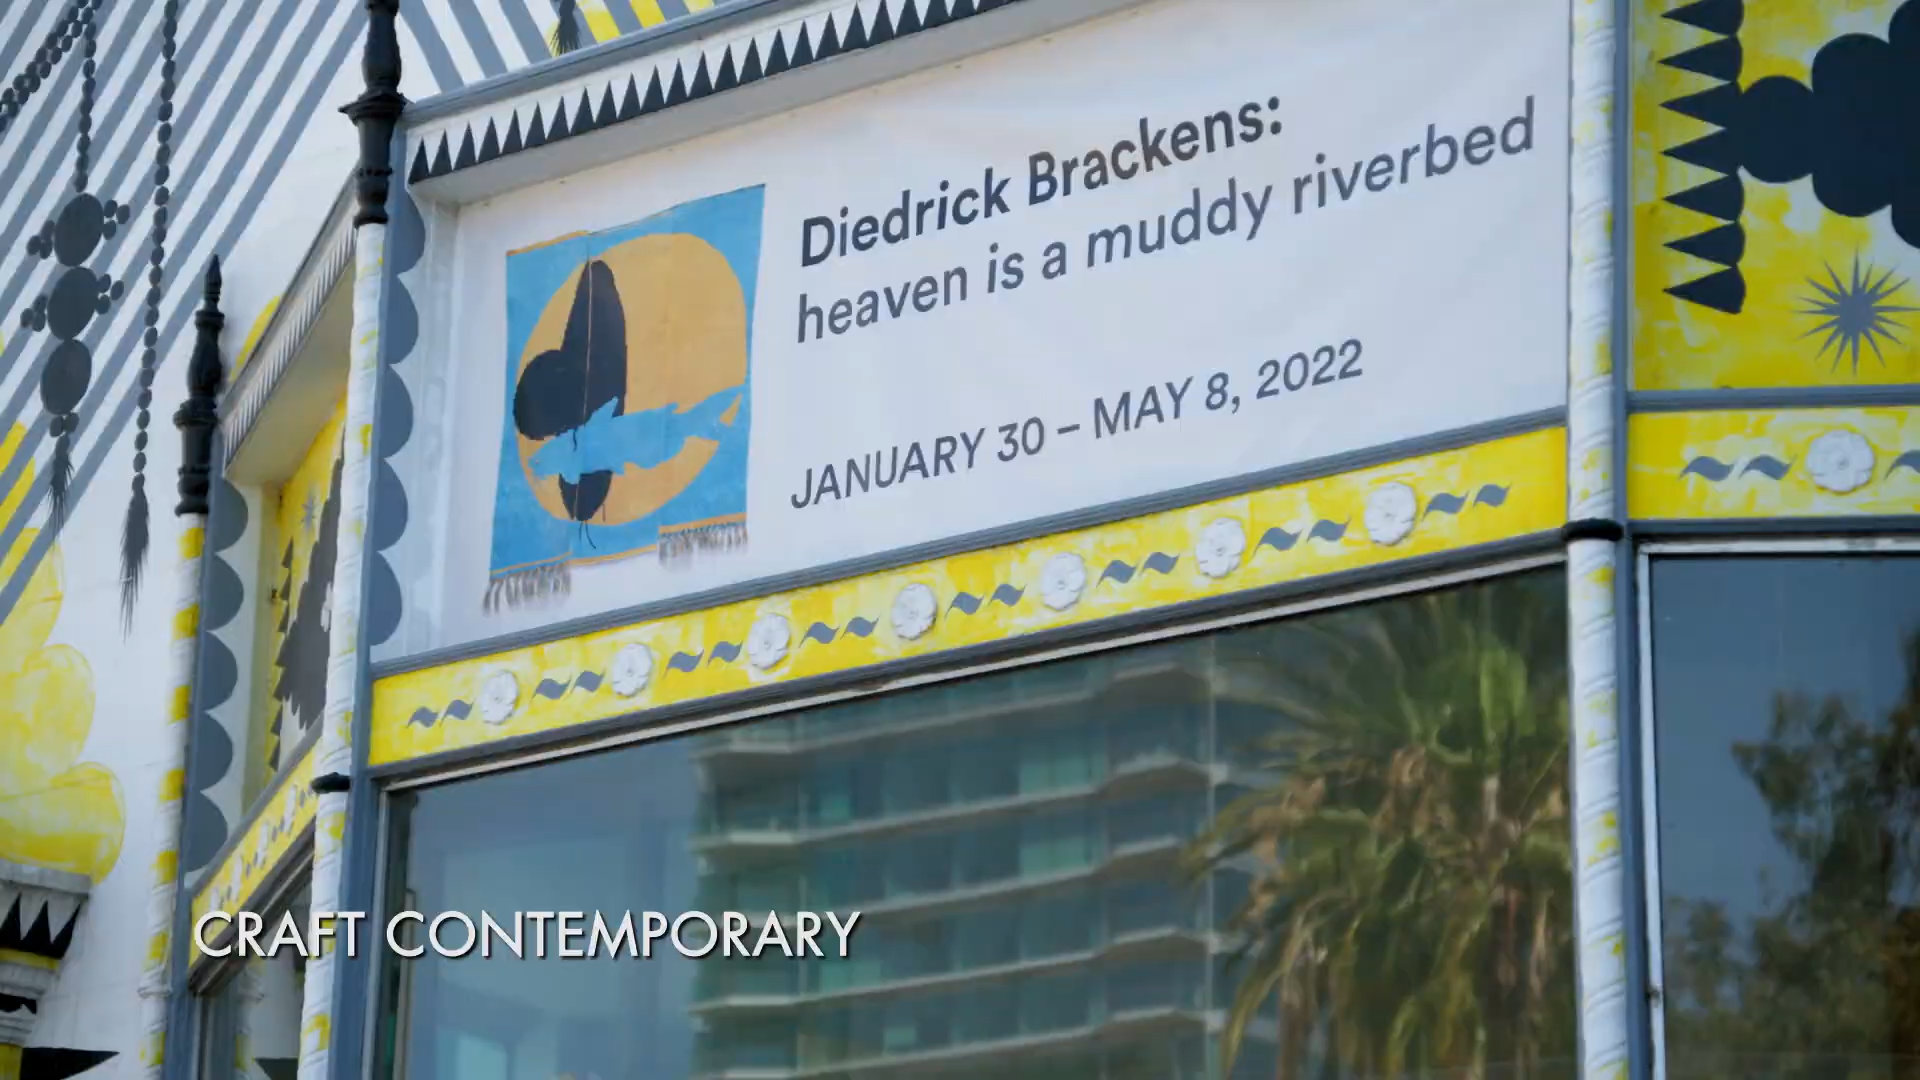 Diedrick Brackens:
heaven is a muddy riverbed
JANUARY 30 – MAY 8, 2022
CRAFT CONTEMPORARY